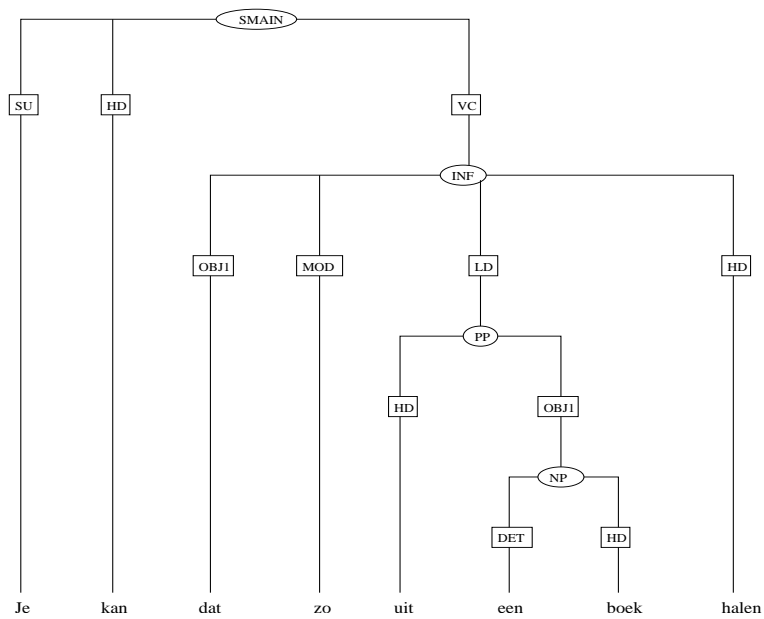 SMAIN
SU HD VC
INF
OBJ1 MOD LD HD
PP
HD OBJ1
NP
DET HD
Je kan dat zo uit een boek halen